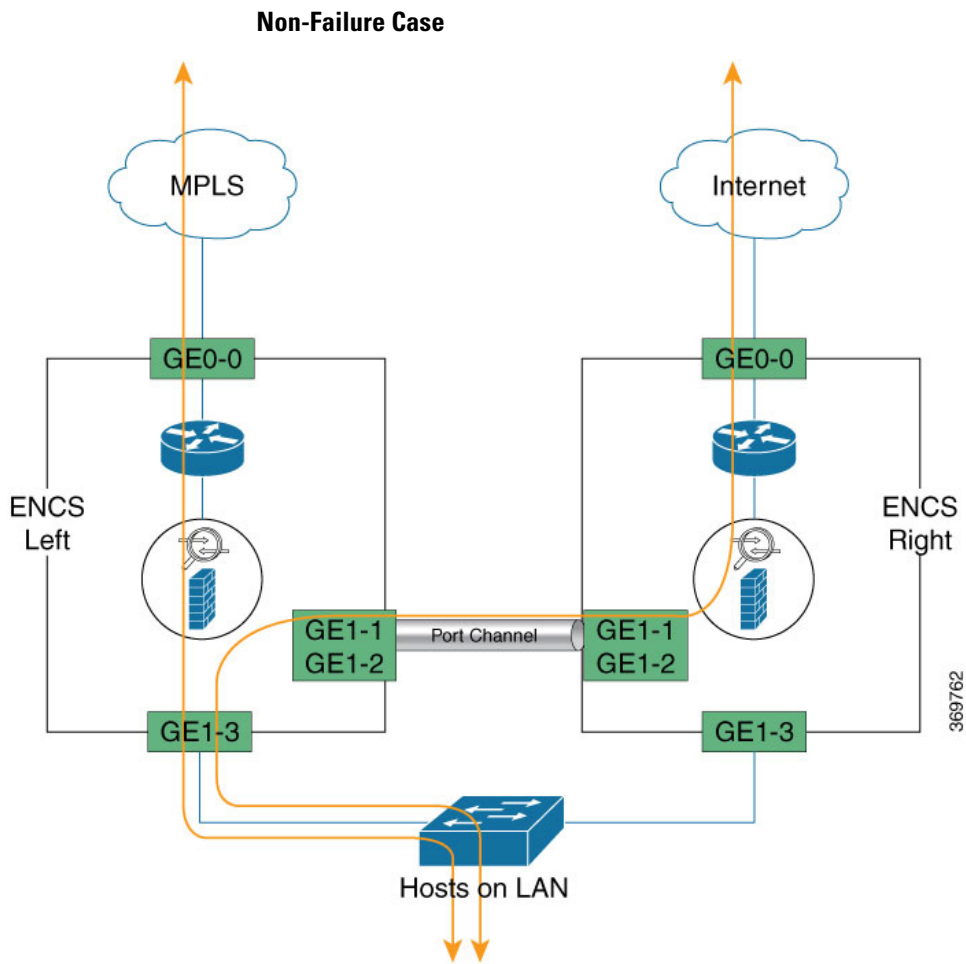 Non-Failure Case
MPLS
Internet
GE0-0
GE0-0
ENCS
Left
ENCS
Right
GE1-1
GE1-2
Port Channel
GE1-1
GE1-2
GE1-3
GE1-3
369762
Hosts on LAN